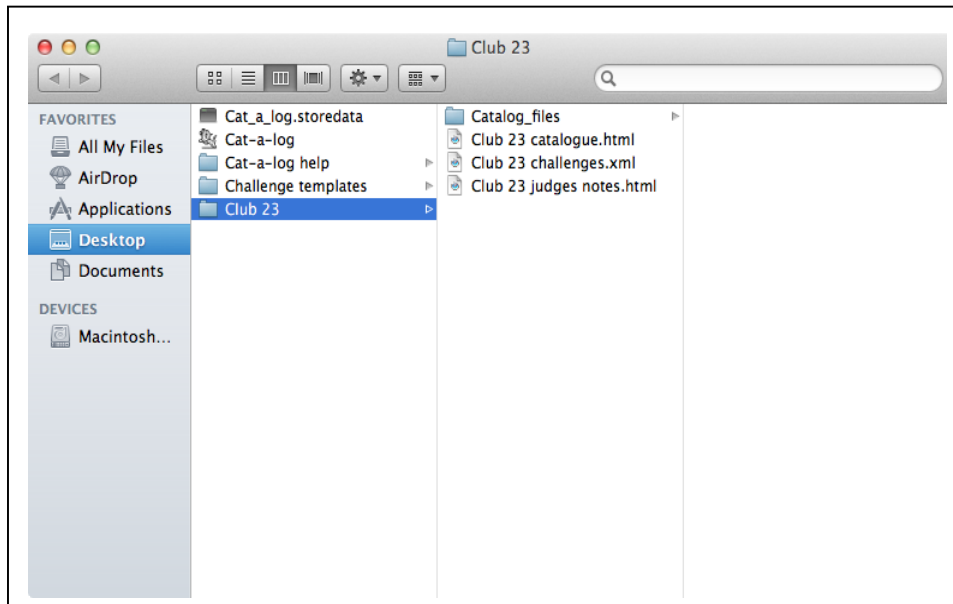 Club 23
FAVORITES
All My Files
AirDrop
Applications
Desktop
Documents
DEVICES
Macintosh...
Cat_a_log.storedata
Cat-a-log
Cat-a-log help
Challenge templates
Club 23
Catalog_files
Club 23 catalogue.html
Club 23 challenges.xml
Club 23 judges notes.html